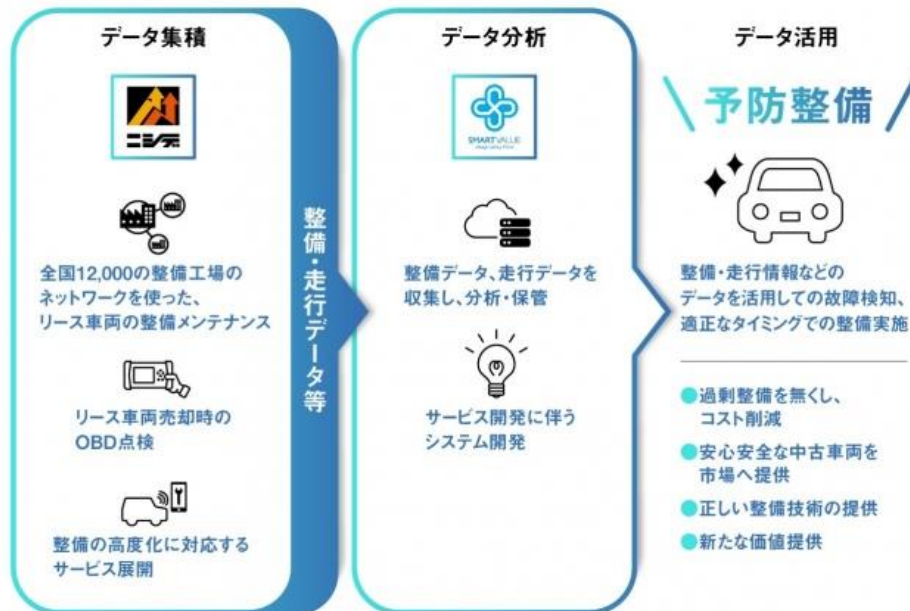 データ集積
ニシデ
全国12,000の整備工場の
ネットワークを使った、
リース車両の整備メンテナンス
リース車両売却時の
OBD点検
整備の高度化に対応する
サービス展開
整備・走行データ等
データ分析
SMARTVALUE
整備データ、走行データを
収集し、分析・保管
サービス開発に伴う
システム開発
データ活用
予防整備
整備・走行情報などの
データを活用しての故障検知、
適正なタイミングでの整備実施
●過剰整備を無くし、
コスト削減
●安心安全な中古車両を
市場へ提供
●正しい整備技術の提供
●新たな価値提供